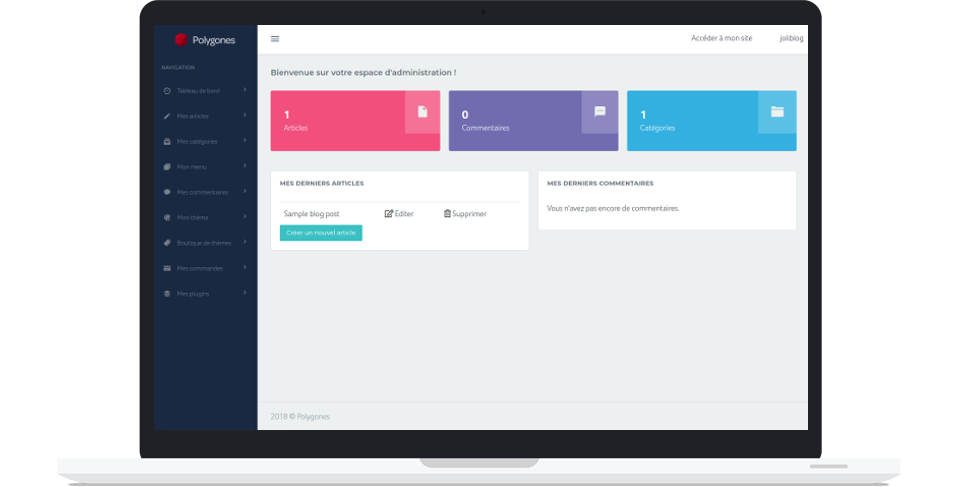 Polygones
Accéder à mon site
joliblog
NAVIGATION
Tableau de bord
Mes articles
Mes catégories
Mon menu
Mes commentaires
Mon thème
Boutique de thèmes
Mes commandes
Mes plugins
Bienvenue sur votre espace d'administration !
1
Articles
0
Commentaires
1
Catégories
MES DERNIERS ARTICLES
Sample blog post Editer Supprimer
Créer un nouvel article
MES DERNIERS COMMENTAIRES
Vous n'avez pas encore de commentaires.
2018 © Polygones